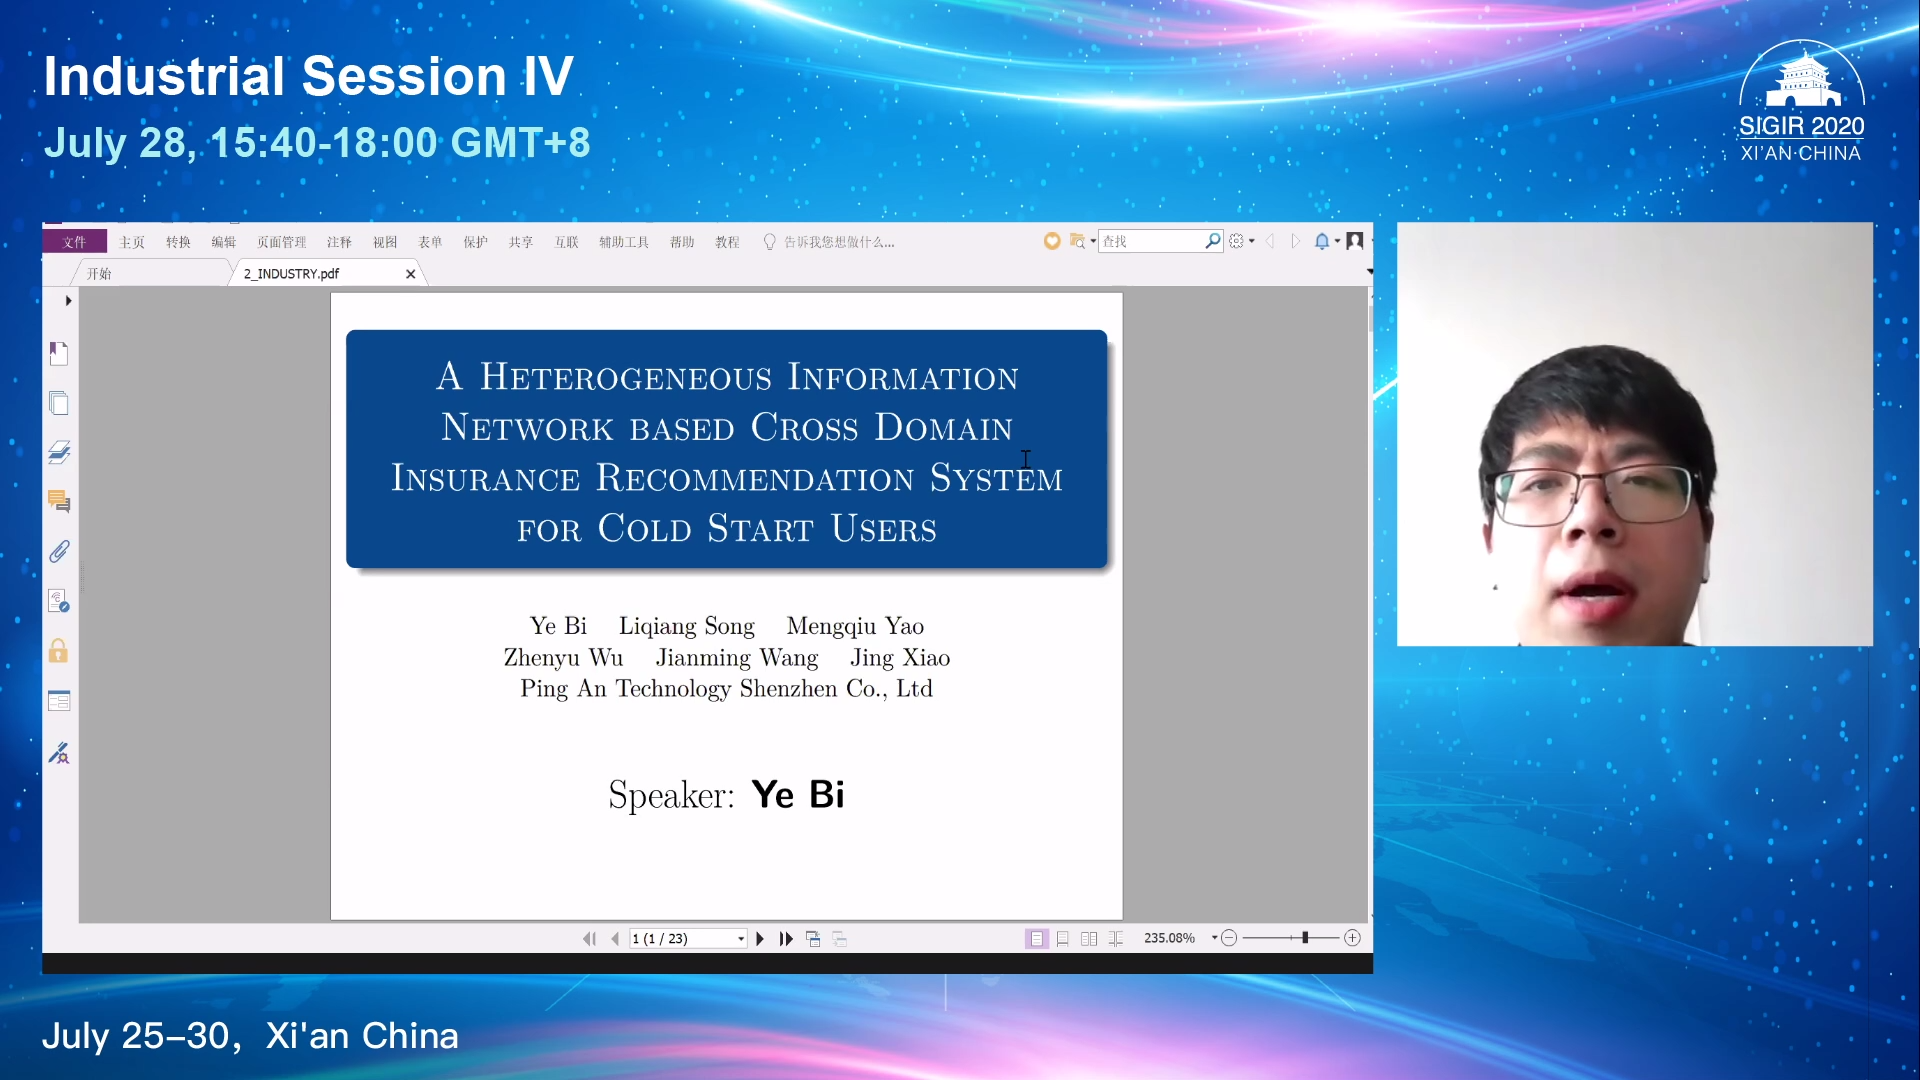 Industrial Session IV
July 28, 15:40-18:00 GMT+8
SIGIR 2020
XI'AN·CHINA
文件 主页 转换 编辑 页面管理 注释 视图 表单 保护 共享 互联 辅助工具 帮助 教程 告诉我您想做什么... 查找
开始 2_INDUSTRY.pdf
A Heterogeneous Information
Network based Cross Domain
Insurance Recommendation System
for Cold Start Users
Ye Bi Liqiang Song Mengqiu Yao
Zhenyu Wu Jianming Wang Jing Xiao
Ping An Technology Shenzhen Co., Ltd
Speaker: Ye Bi
1 (1 / 23) 235.08%
July 25–30, Xi'an China